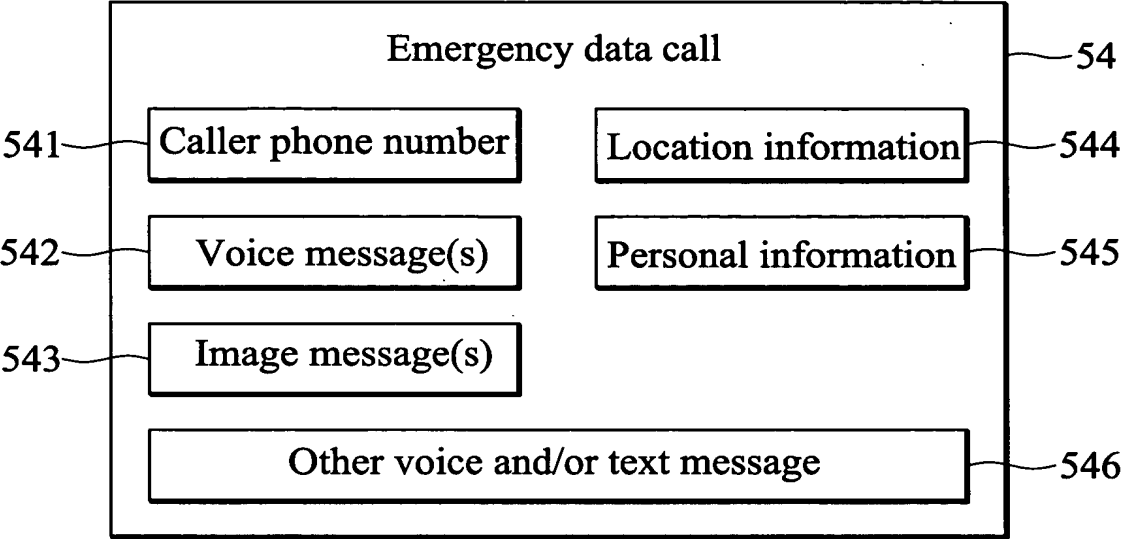 Emergency data call
54
541
Caller phone number
Location information
544
542
Voice message(s)
Personal information
545
543
Image message(s)
Other voice and/or text message
546